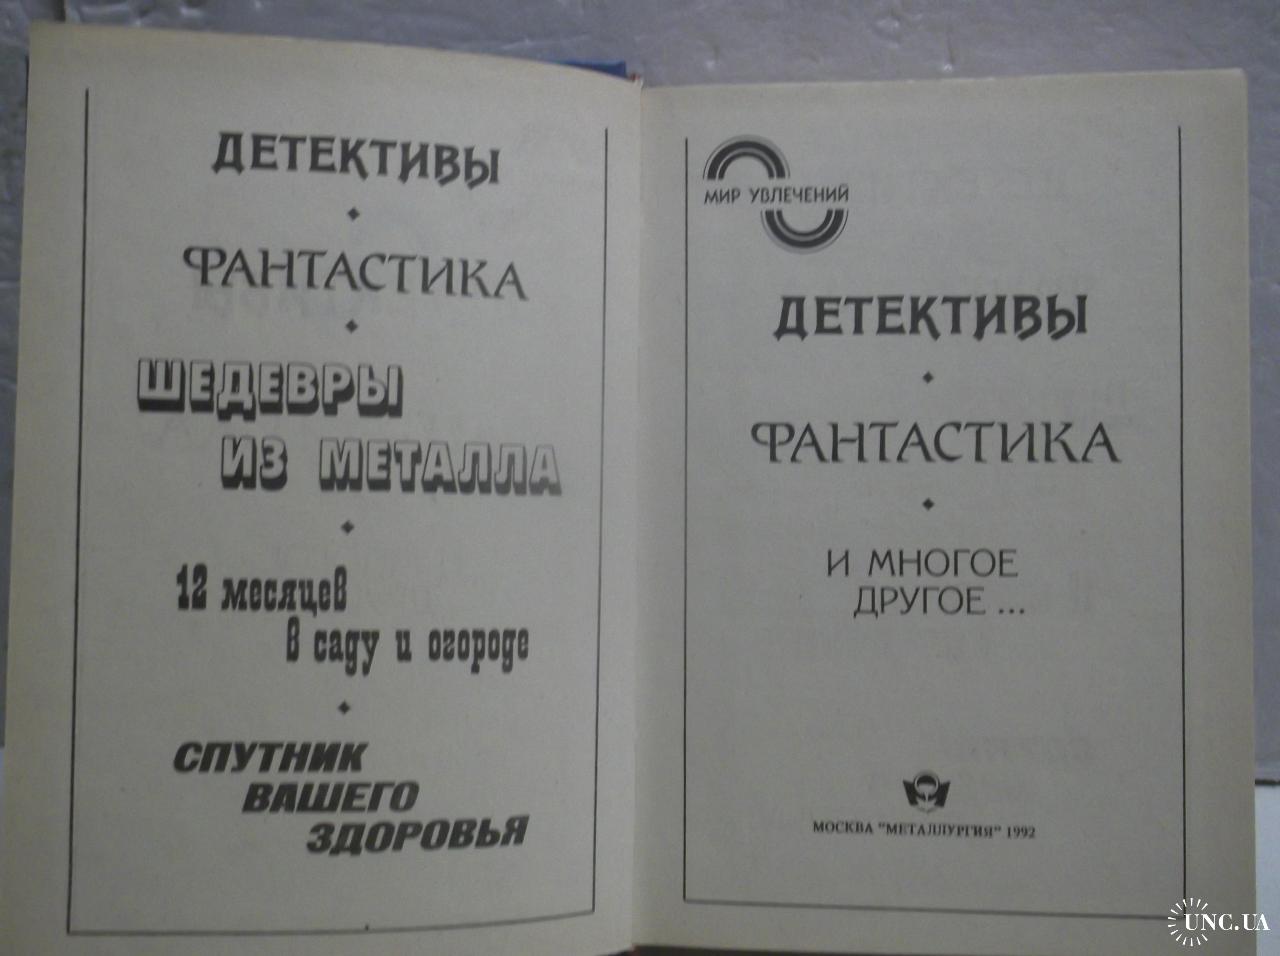 ДЕТЕКТИВЫ
ФАНТАСТИКА
ШЕДЕВРЫ
ИЗ МЕТАЛЛА
12 месяцев
в саду и огороде
СПУТНИК
ВАШЕГО
ЗДОРОВЬЯ
МИР УВЛЕЧЕНИЙ
ДЕТЕКТИВЫ
ФАНТАСТИКА
И МНОГОЕ
ДРУГОЕ ...
МОСКВА "МЕТАЛЛУРГИЯ" 1992
UNC.UA